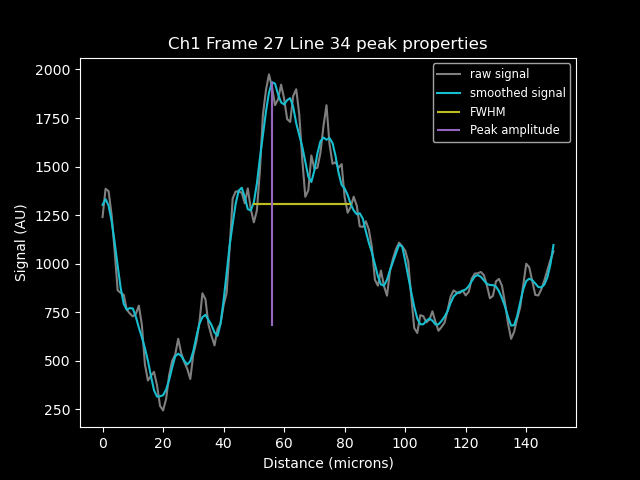 Ch1 Frame 27 Line 34 peak properties
raw signal
smoothed signal
FWHM
Peak amplitude
Signal (AU)
2000
1750
1500
1250
1000
750
500
250
0 20 40 60 80 100 120 140
Distance (microns)